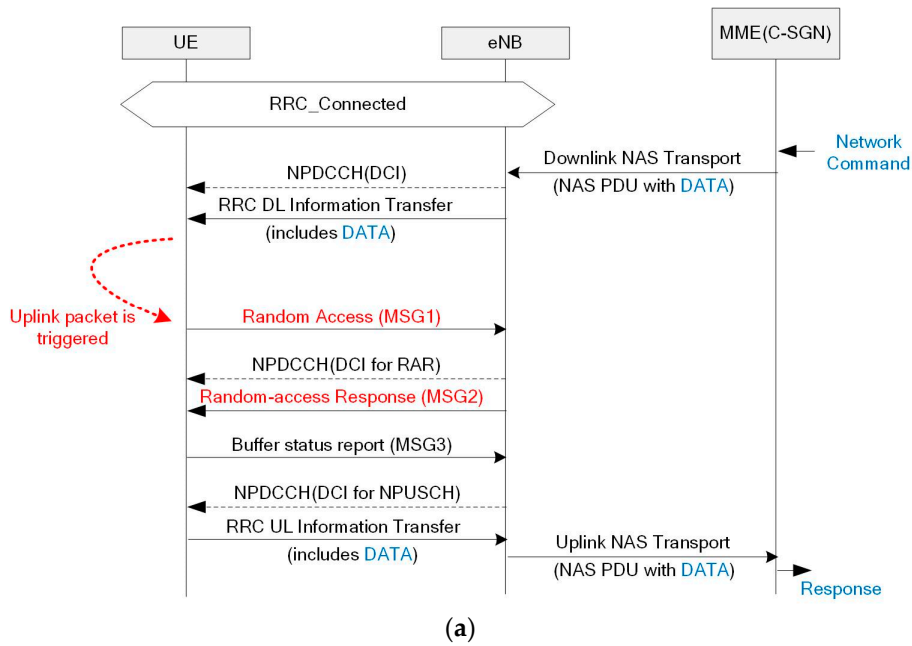 UE
eNB
MME(C-SGN)
RRC_Connected
Network
Command
Downlink NAS Transport
(NAS PDU with DATA)
NPDCCH(DCI)
RRC DL Information Transfer
(includes DATA)
Uplink packet is
triggered
Random Access (MSG1)
NPDCCH(DCI for RAR)
Random-access Response (MSG2)
Buffer status report (MSG3)
NPDCCH(DCI for NPUSCH)
RRC UL Information Transfer
(includes DATA)
Uplink NAS Transport
(NAS PDU with DATA)
Response
(a)